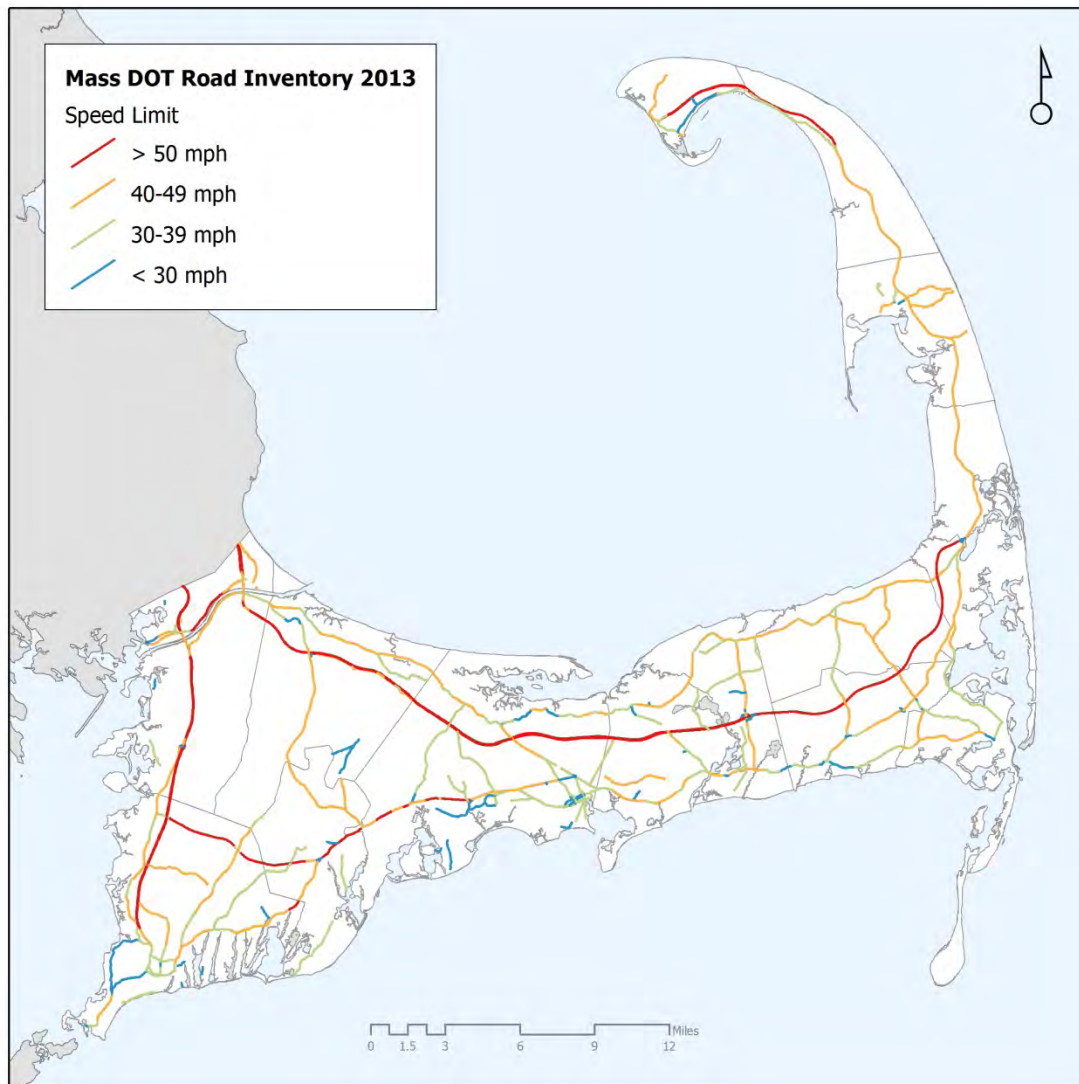 Mass DOT Road Inventory 2013
Speed Limit
> 50 mph
40-49 mph
30-39 mph
< 30 mph
Miles
0 1.5 3 6 9 12